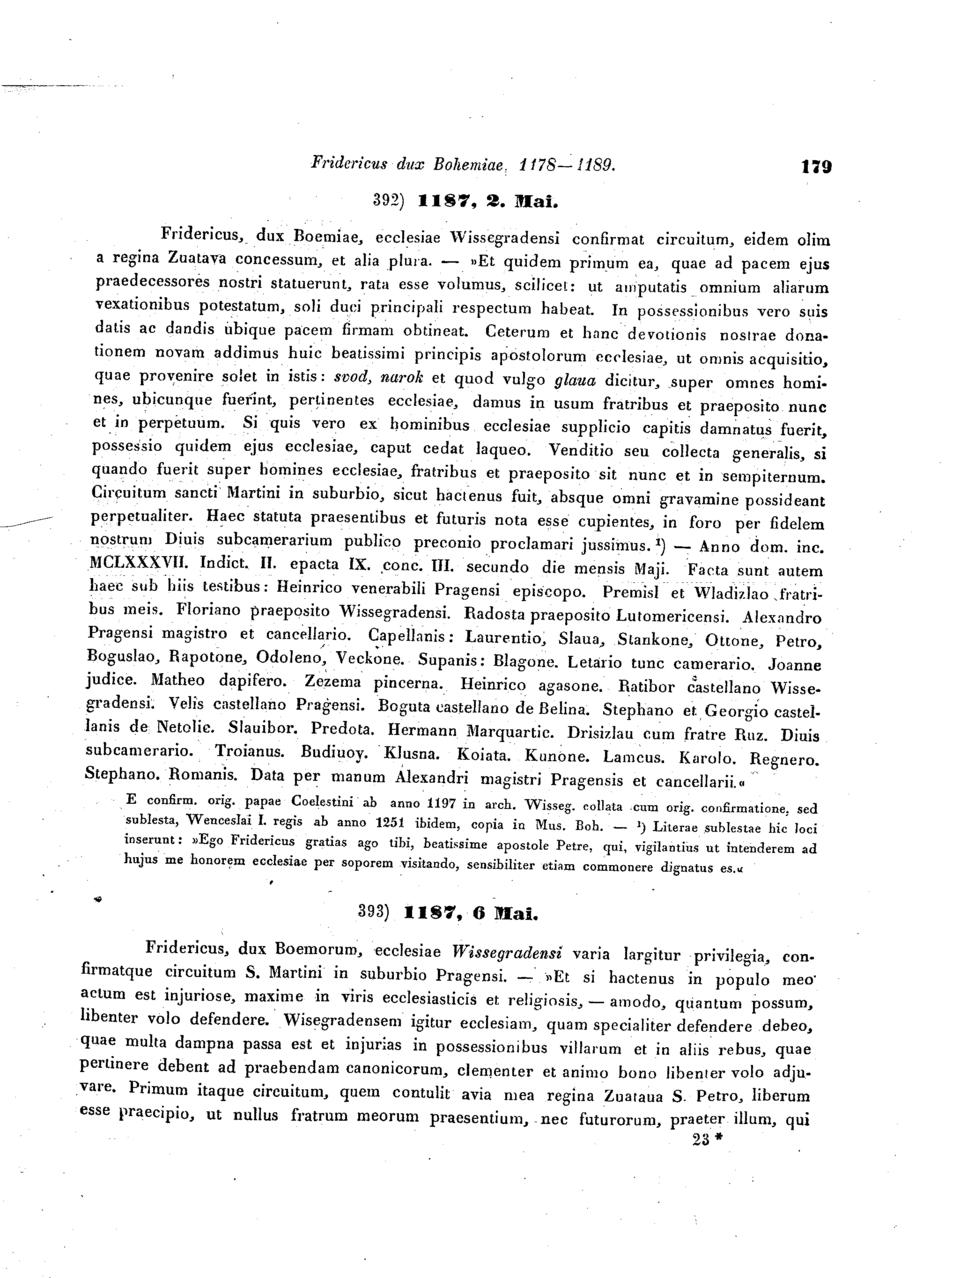 Fridericus dux Bohemiae, 1178—1189. 179
392) 1187, 2. Mai.
Fridericus, dux Boemiae, ecclesiae Wissegradensi confirmat circuitum, eidem olim
a regina Zuatava concessum, et alia plura. — »Et quidem primum ea, quae ad pacem ejus
praedecessores nostri statuerunt, rata esse volumus, scilicet: ut amputatis omnium aliarum
vexationibus potestatum, soli duci principali respectum habeat. In possessionibus vero suis
datis ac dandis ubique pacem firmam obtineat. Ceterum et hanc devotionis nostrae dona-
tionem novam addimus huic beatissimi principis apostolorum ecclesiae, ut omnis acquisitio,
quae provenire solet in istis: svod, narok et quod vulgo glaua dicitur, super omnes homi-
nes, ubicunque fuerint, pertinentes ecclesiae, damus in usum fratribus et praeposito nunc
et in perpetuum. Si quis vero ex hominibus ecclesiae supplicio capitis damnatus fuerit,
possessio quidem ejus ecclesiae, caput cedat laqueo. Venditio seu collecta generalis, si
quando fuerit super homines ecclesiae, fratribus et praeposito sit nunc et in sempiternum.
Circuitum sancti Martini in suburbio, sicut hactenus fuit, absque omni gravamine possideant
perpetualiter. Haec statuta praesentibus et futuris nota esse cupientes, in foro per fidelem
nostrum Diuis subcamerarium publico preconio proclamari jussimus. ¹) — Anno dom. inc.
MCLXXXVII. Indict. II. epacta IX. conc. III. secundo die mensis Maji. Facta sunt autem
haec sub hiis testibus: Heinrico venerabili Pragensi episcopo. Premisl et Wladizlao fratri-
bus meis. Floriano praeposito Wissegradensi. Radosta praeposito Lutomericensi. Alexandro
Pragensi magistro et cancellario. Capellanis: Laurentio, Slaua, Stankone, Ottone, Petro,
Boguslao, Rapotone, Odoleno, Veckone. Supanis: Blagone. Letario tunc camerario. Joanne
judice. Matheo dapifero. Zezema pincerna. Heinrico agasone. Ratibor castellano Wisse-
gradensi. Velis castellano Pragensi. Boguta castellano de Belina. Stephano et Georgio castel-
lanis de Netolic. Slauibor. Predota. Hermann Marquartic. Drisizlau cum fratre Ruz. Diuis
subcamerario. Troianus. Budiuoy. Klusna. Koiata. Kunone. Lamcus. Karolo. Regnero.
Stephano. Romanis. Data per manum Alexandri magistri Pragensis et cancellarii.«
E confirm. orig. papae Coelestini ab anno 1197 in arch. Wisseg. collata cum orig. confirmatione, sed
sublesta, Wenceslai I. regis ab anno 1251 ibidem, copia in Mus. Boh. — ¹) Literae sublestae hic loci
inserunt: »Ego Fridericus gratias ago tibi, beatissime apostole Petre, qui, vigilantius ut intenderem ad
hujus me honorem ecclesiae per soporem visitando, sensibiliter etiam commonere dignatus es.«
393) 1187, 6 Mai.
Fridericus, dux Boemorum, ecclesiae Wissegradensi varia largitur privilegia, con-
firmatque circuitum S. Martini in suburbio Pragensi. — »Et si hactenus in populo meo
actum est injuriose, maxime in viris ecclesiasticis et religiosis, — amodo, quantum possum,
libenter volo defendere. Wisegradensem igitur ecclesiam, quam specialiter defendere debeo,
quae multa dampna passa est et injurias in possessionibus villarum et in aliis rebus, quae
pertinere debent ad praebendam canonicorum, clementer et animo bono libenter volo adju-
vare. Primum itaque circuitum, quem contulit avia mea regina Zuataua S. Petro, liberum
esse praecipio, ut nullus fratrum meorum praesentium, nec futurorum, praeter illum, qui
23 *